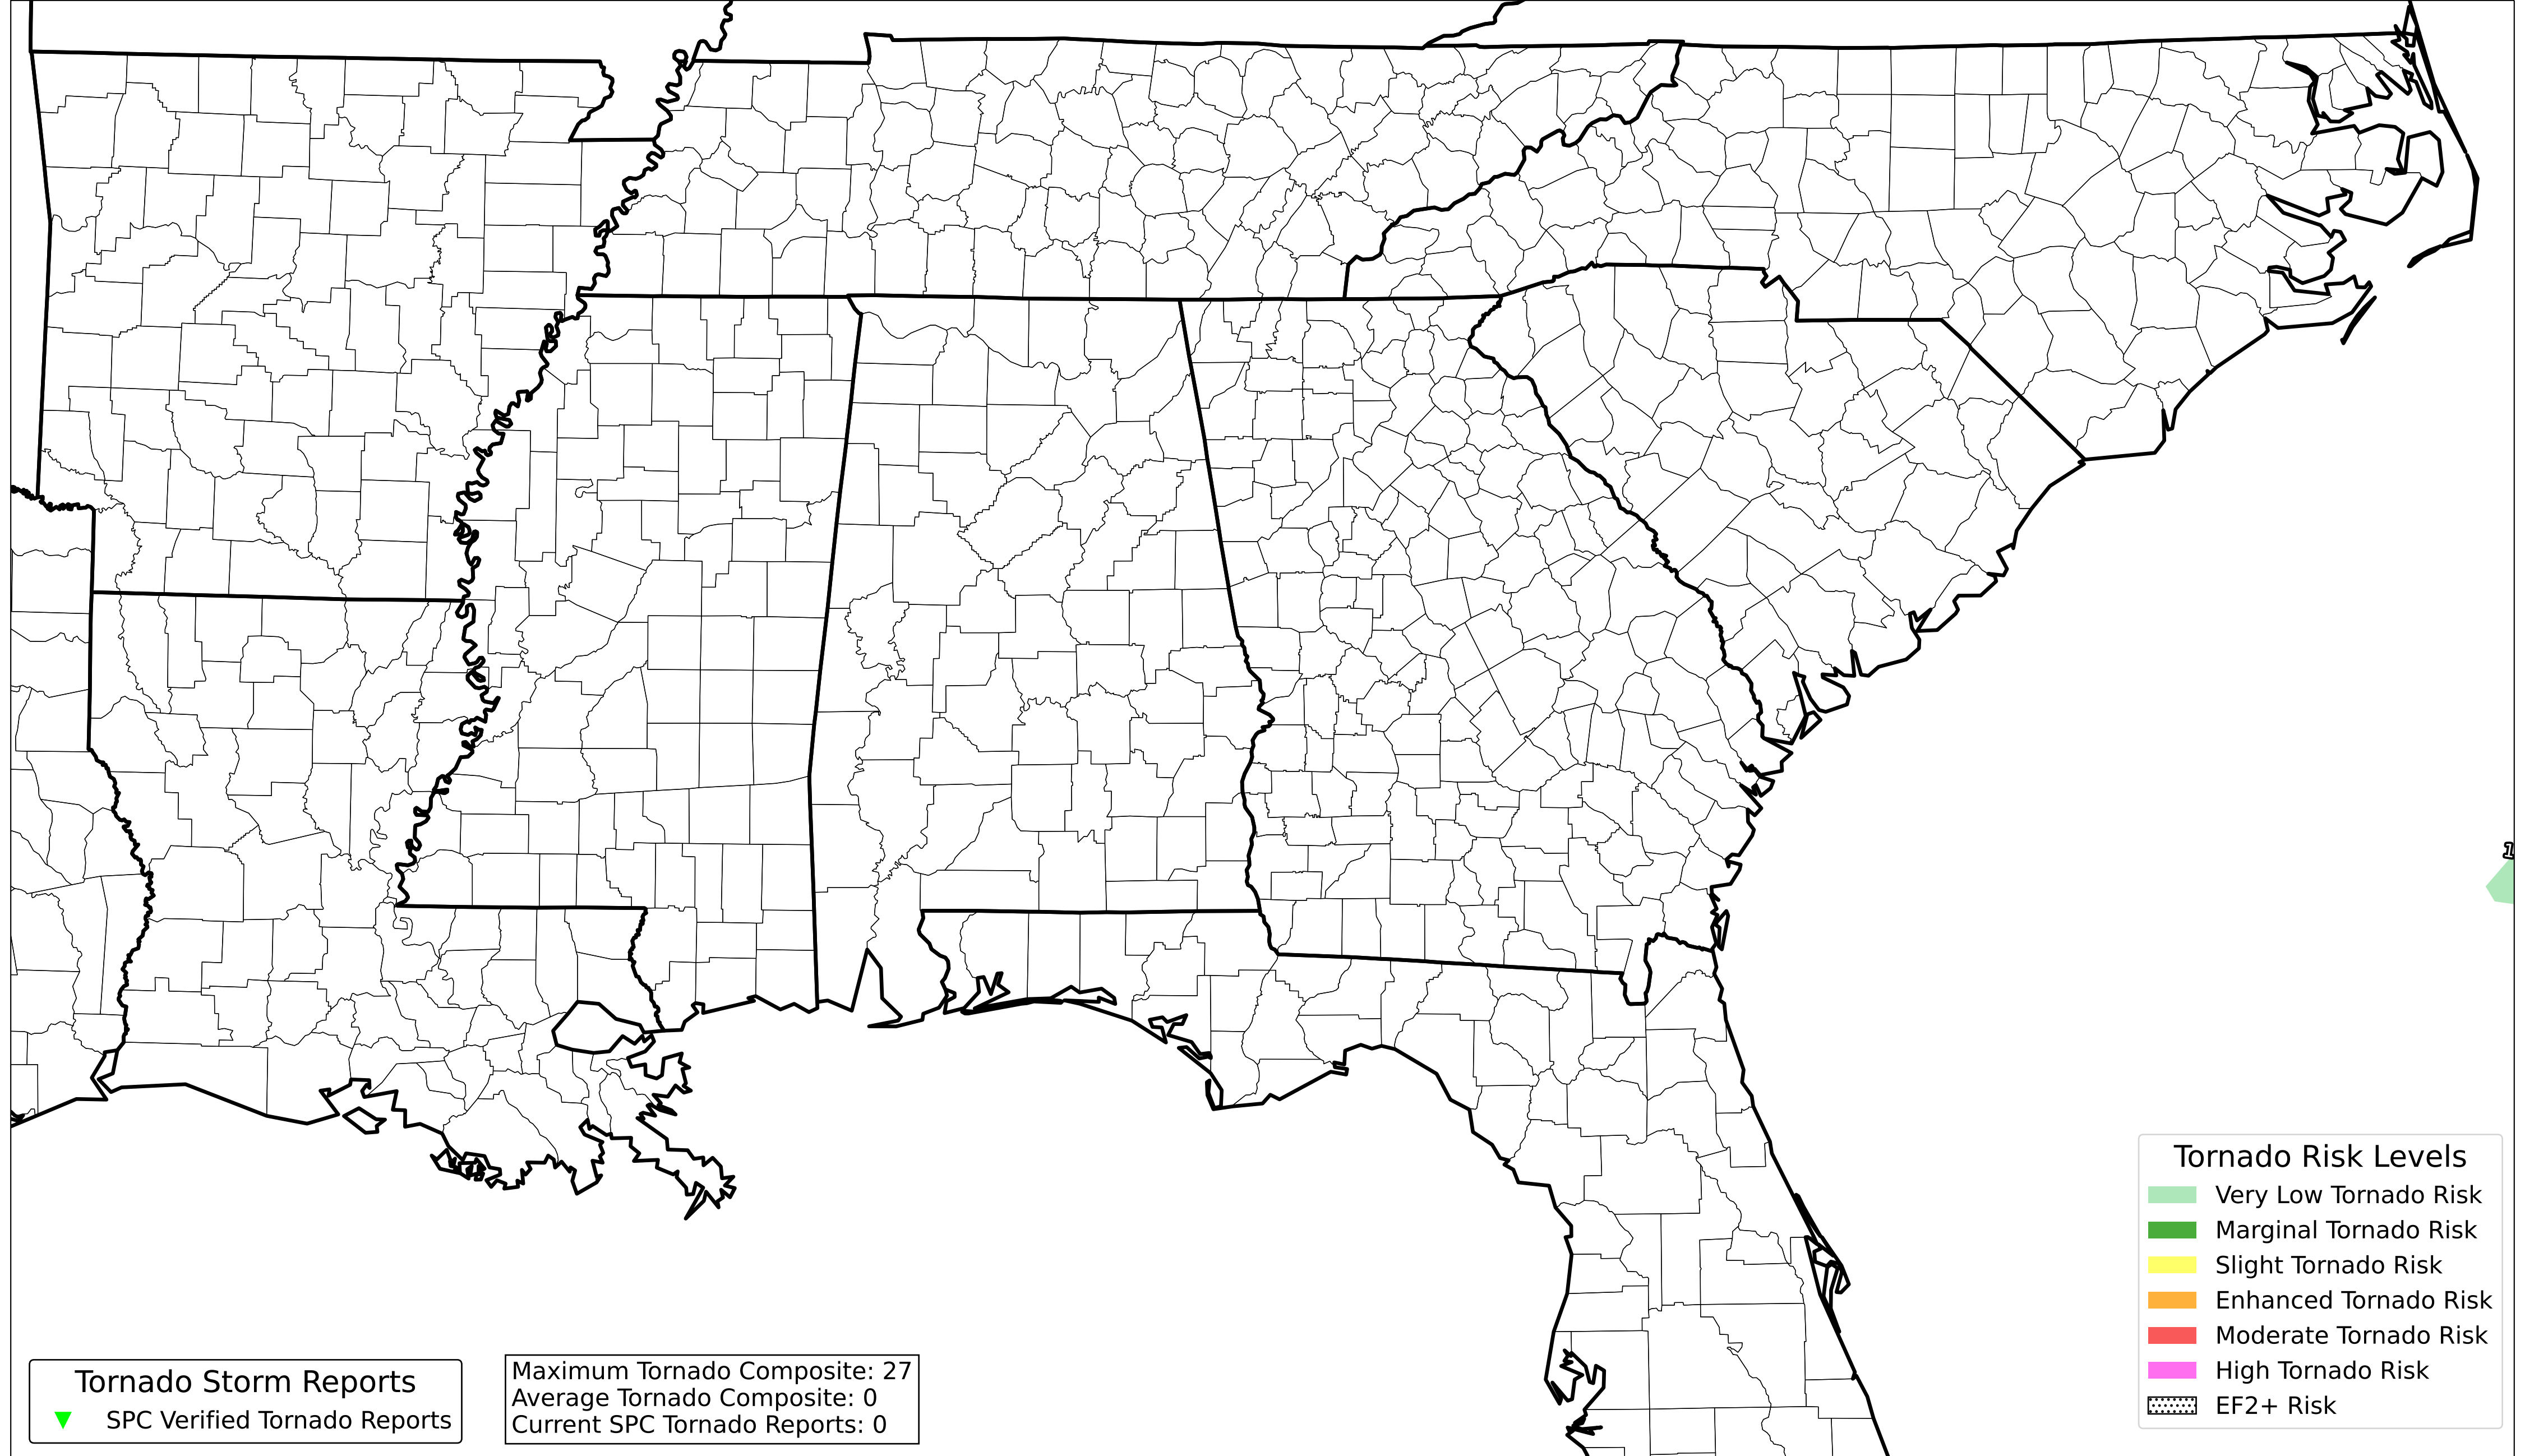 1
Tornado Risk Levels
Very Low Tornado Risk
Marginal Tornado Risk
Slight Tornado Risk
Enhanced Tornado Risk
Moderate Tornado Risk
High Tornado Risk
EF2+ Risk
Tornado Storm Reports
SPC Verified Tornado Reports
Maximum Tornado Composite: 27
Average Tornado Composite: 0
Current SPC Tornado Reports: 0